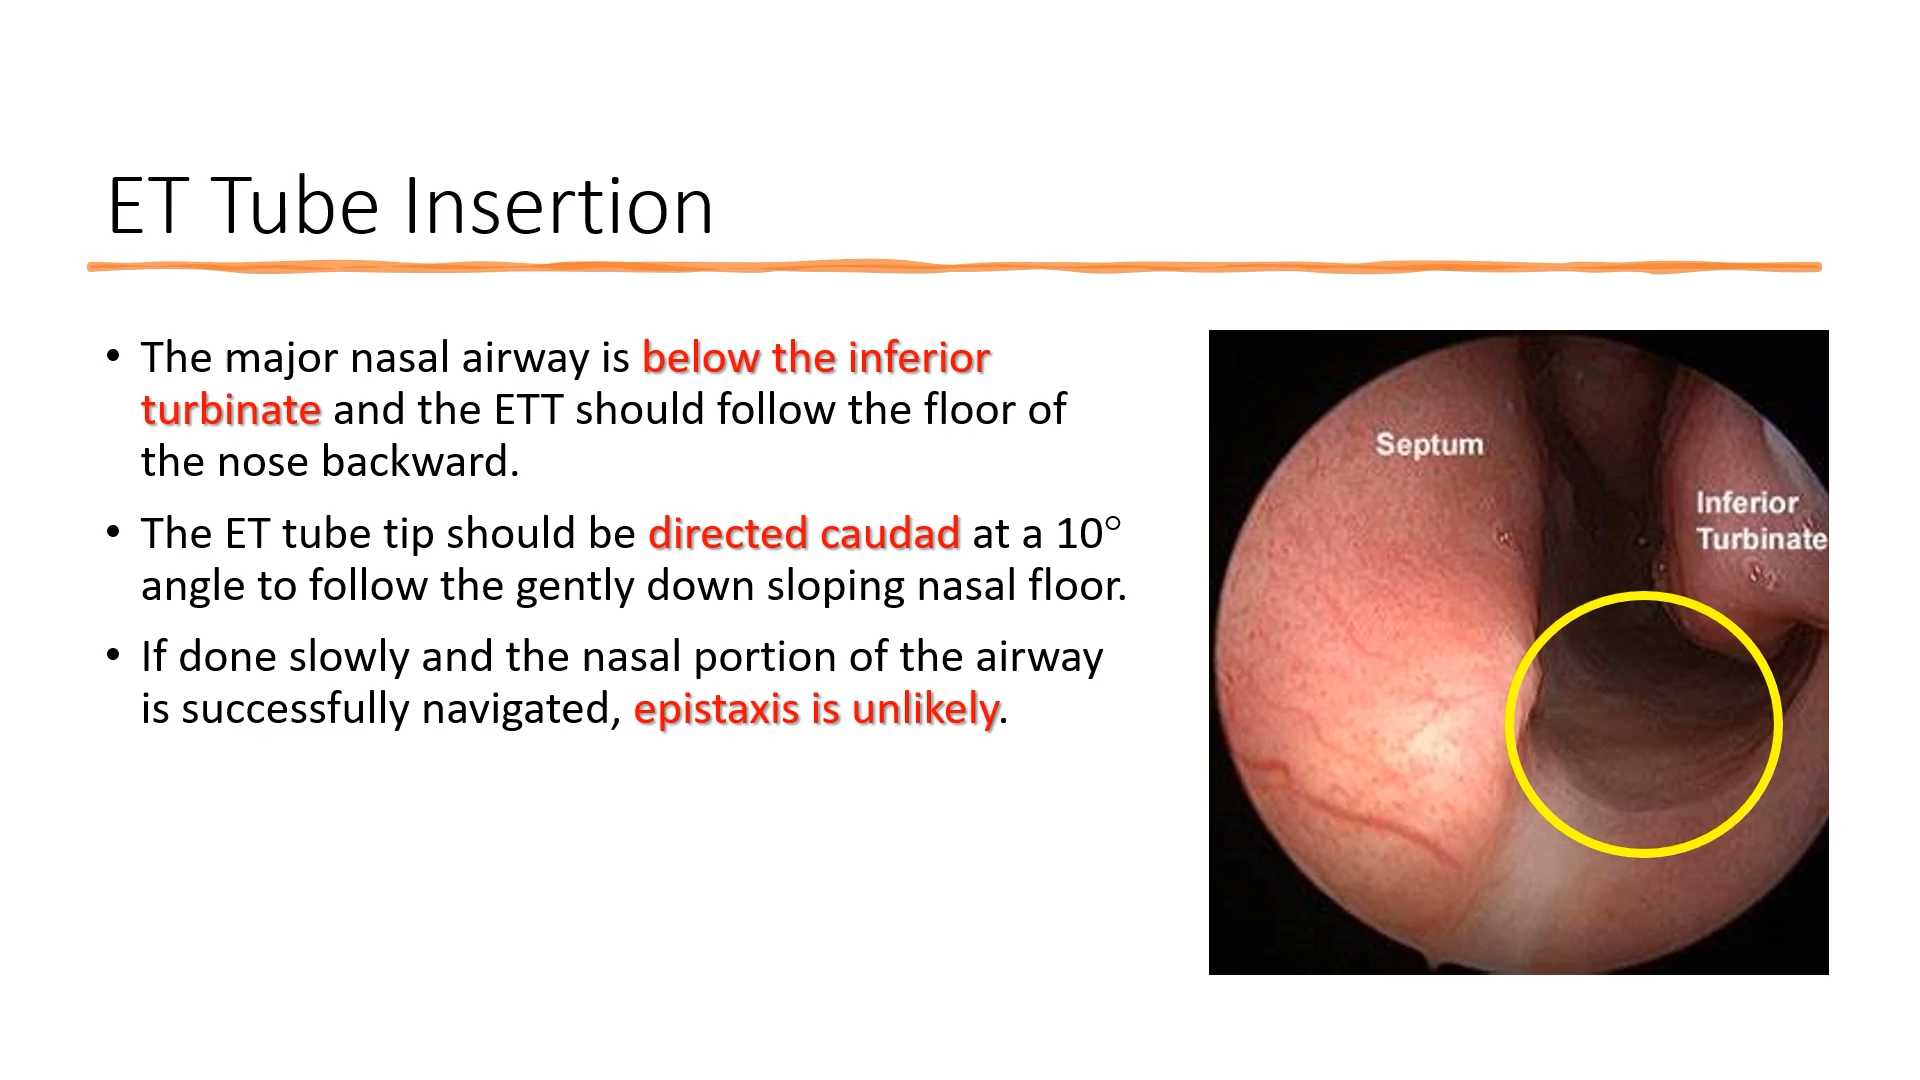 ET Tube Insertion
• The major nasal airway is below the inferior
turbinate and the ETT should follow the floor of
the nose backward.
• The ET tube tip should be directed caudad at a 10°
angle to follow the gently down sloping nasal floor.
• If done slowly and the nasal portion of the airway
is successfully navigated, epistaxis is unlikely.
Septum
Inferior
Turbinate